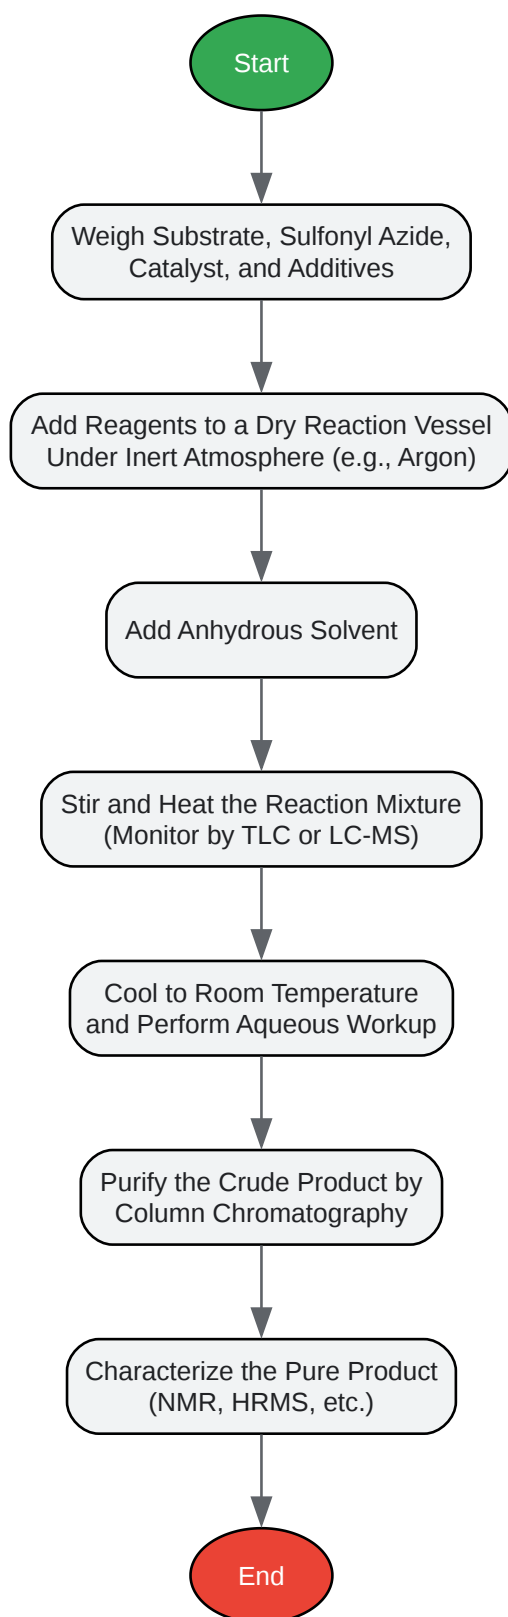 Start
Weigh Substrate, Sulfonyl Azide,
Catalyst, and Additives
Add Reagents to a Dry Reaction Vessel
Under Inert Atmosphere (e.g., Argon)
Add Anhydrous Solvent
Stir and Heat the Reaction Mixture
(Monitor by TLC or LC-MS)
Cool to Room Temperature
and Perform Aqueous Workup
Purify the Crude Product by
Column Chromatography
Characterize the Pure Product
(NMR, HRMS, etc.)
End